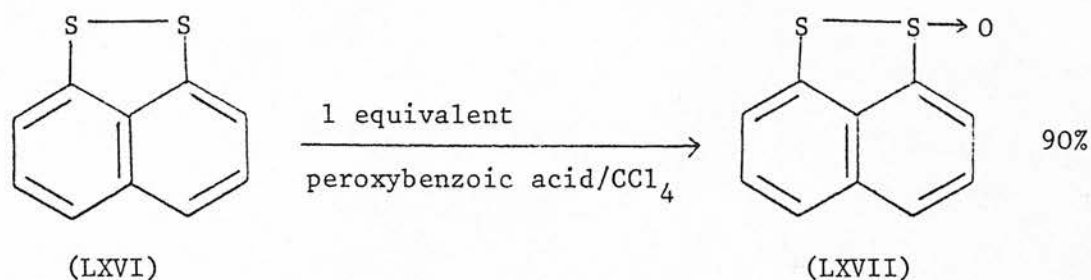 S S S S → O
1 equivalent
peroxybenzoic acid/CCl4
90%
(LXVI) (LXVII)